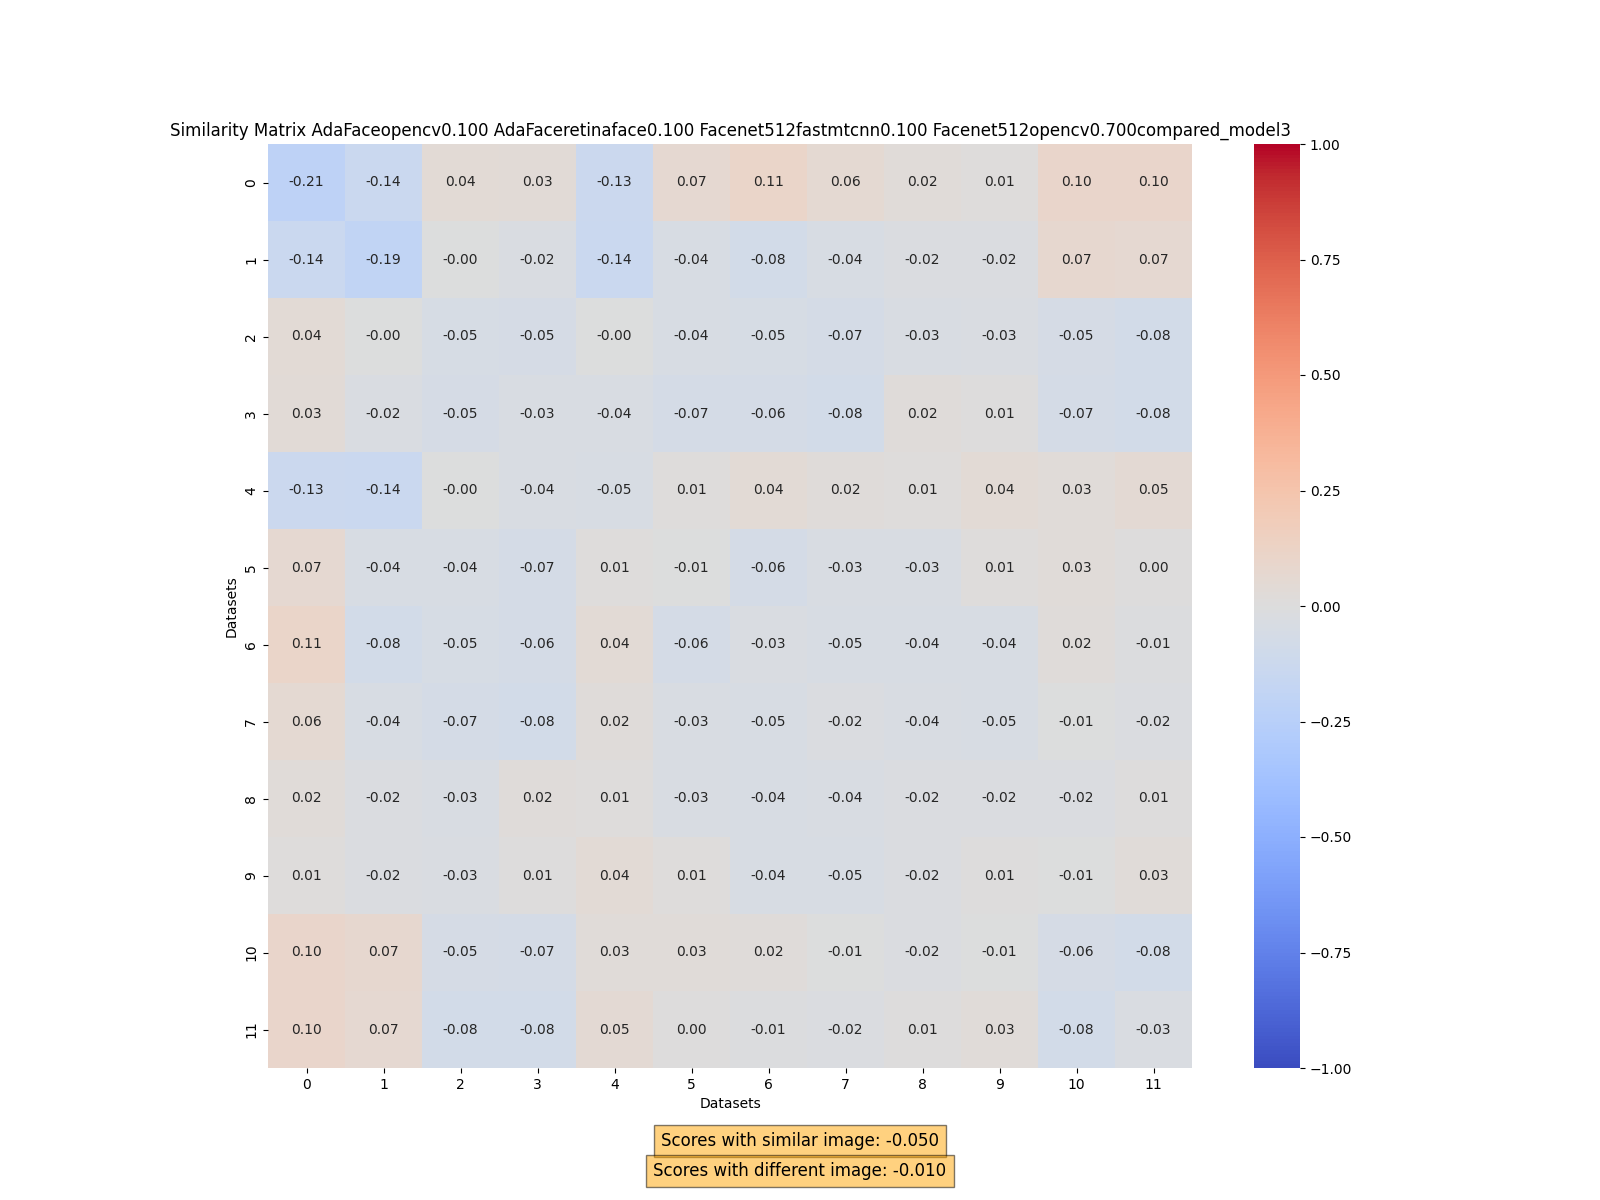 Similarity Matrix AdaFaceopencv0.100 AdaFaceretinaface0.100 Facenet512fastmtcnn0.100 Facenet512opencv0.700compared_model3
0 -0.21 -0.14 0.04 0.03 -0.13 0.07 0.11 0.06 0.02 0.01 0.10 0.10
1 -0.14 -0.19 -0.00 -0.02 -0.14 -0.04 -0.08 -0.04 -0.02 -0.02 0.07 0.07
2 0.04 -0.00 -0.05 -0.05 -0.00 -0.04 -0.05 -0.07 -0.03 -0.03 -0.05 -0.08
3 0.03 -0.02 -0.05 -0.03 -0.04 -0.07 -0.06 -0.08 0.02 0.01 -0.07 -0.08
4 -0.13 -0.14 -0.00 -0.04 -0.05 0.01 0.04 0.02 0.01 0.04 0.03 0.05
5 0.07 -0.04 -0.04 -0.07 0.01 -0.01 -0.06 -0.03 -0.03 0.01 0.03 0.00
6 0.11 -0.08 -0.05 -0.06 0.04 -0.06 -0.03 -0.05 -0.04 -0.04 0.02 -0.01
7 0.06 -0.04 -0.07 -0.08 0.02 -0.03 -0.05 -0.02 -0.04 -0.05 -0.01 -0.02
8 0.02 -0.02 -0.03 0.02 0.01 -0.03 -0.04 -0.04 -0.02 -0.02 -0.02 0.01
9 0.01 -0.02 -0.03 0.01 0.04 0.01 -0.04 -0.05 -0.02 0.01 -0.01 0.03
10 0.10 0.07 -0.05 -0.07 0.03 0.03 0.02 -0.01 -0.02 -0.01 -0.06 -0.08
11 0.10 0.07 -0.08 -0.08 0.05 0.00 -0.01 -0.02 0.01 0.03 -0.08 -0.03
0 1 2 3 4 5 6 7 8 9 10 11
Datasets
Datasets
1.00
0.75
0.50
0.25
0.00
−0.25
−0.50
−0.75
−1.00
Scores with similar image: -0.050
Scores with different image: -0.010